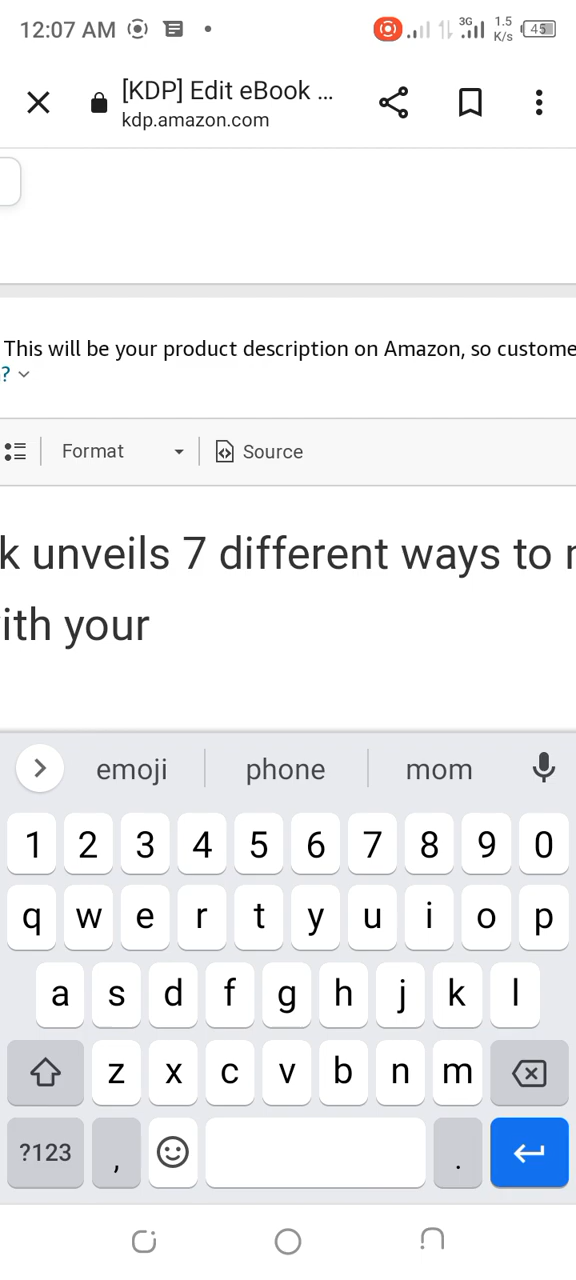 12:07 AM 3G 1.5 K/s 45
[KDP] Edit eBook ...
kdp.amazon.com
This will be your product description on Amazon, so custome
?
Format Source
k unveils 7 different ways to
ith your
emoji phone mom
1 2 3 4 5 6 7 8 9 0
q w e r t y u i o p
a s d f g h j k l
z x c v b n m
?123 , .